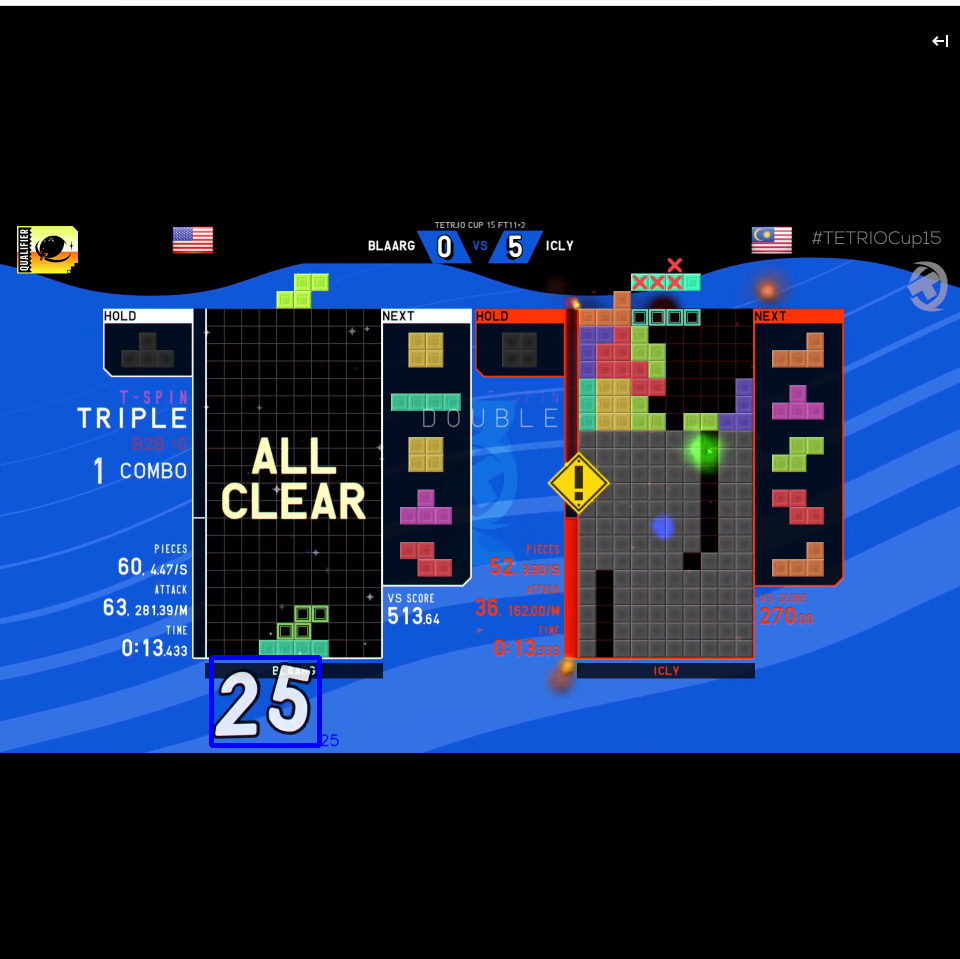 TETR.IO CUP 15 FT11-2
QUALIFIER
BLAARG 0 VS 5 ICLY
#TETRIOCup15
HOLD
NEXT
HOLD
NEXT
T-SPIN
TRIPLE
B2B ×0
1 COMBO
ALL
CLEAR
DOUBLE
!
PIECES
60, 4.47/S
ATTACK
63, 281.39/M
TIME
0:13.433
VS SCORE
513.64
PIECES
52, 3.90/S
ATTACK
36, 162.00/M
TIME
0:13.333
VS SCORE
270.00
BLAARG
ICLY
25
25